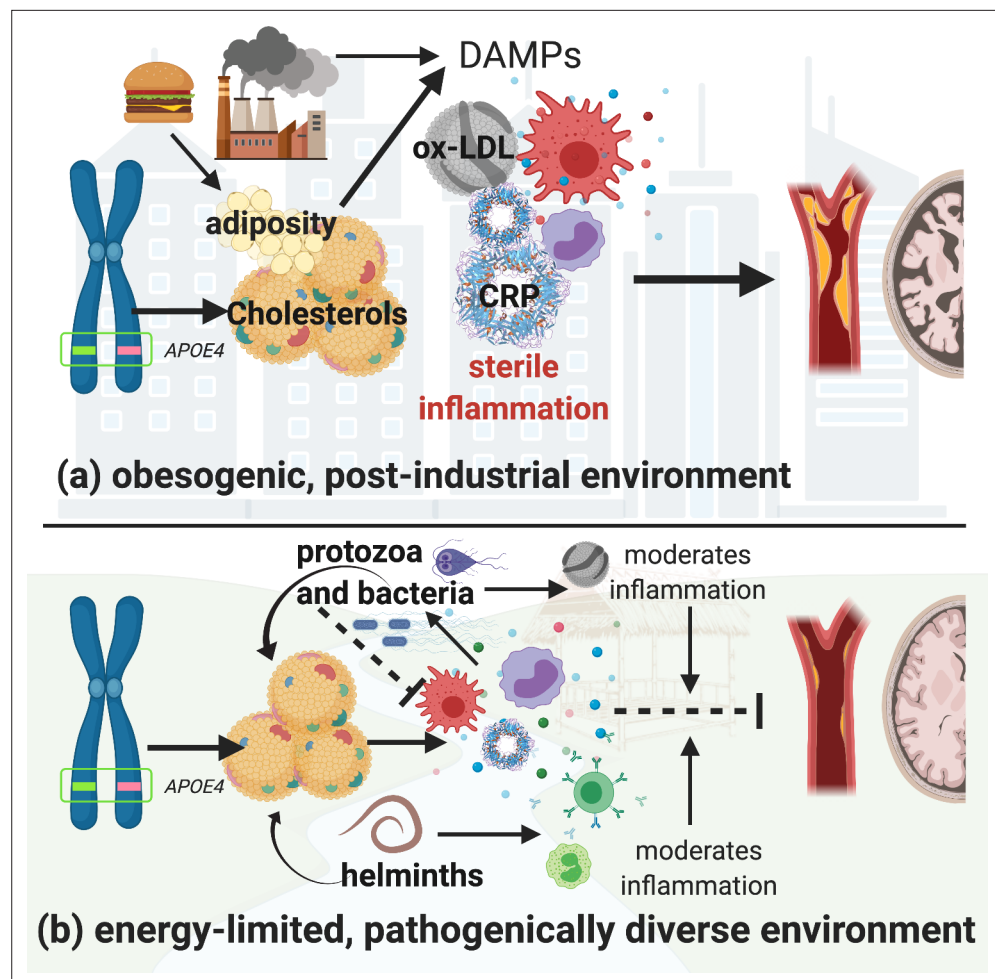 DAMPs
ox-LDL
adiposity
Cholesterols
CRP
APOE4
sterile
inflammation
(a) obesogenic, post-industrial environment
protozoa
and bacteria
moderates
inflammation
APOE4
helminths
moderates
inflammation
(b) energy-limited, pathogenically diverse environment